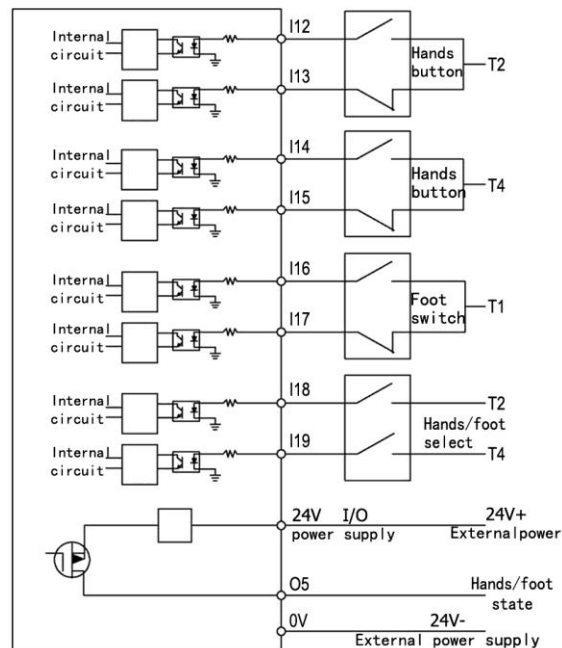 Internal
circuit
I12
Hands
button
T2
Internal
circuit
I13
Internal
circuit
I14
Hands
button
T4
Internal
circuit
I15
Internal
circuit
I16
Foot
switch
T1
Internal
circuit
I17
Internal
circuit
I18
T2
Hands/foot
select
Internal
circuit
I19
T4
24V I/O 24V+
power supply Externalpower
O5 Hands/foot
state
0V 24V-
External power supply